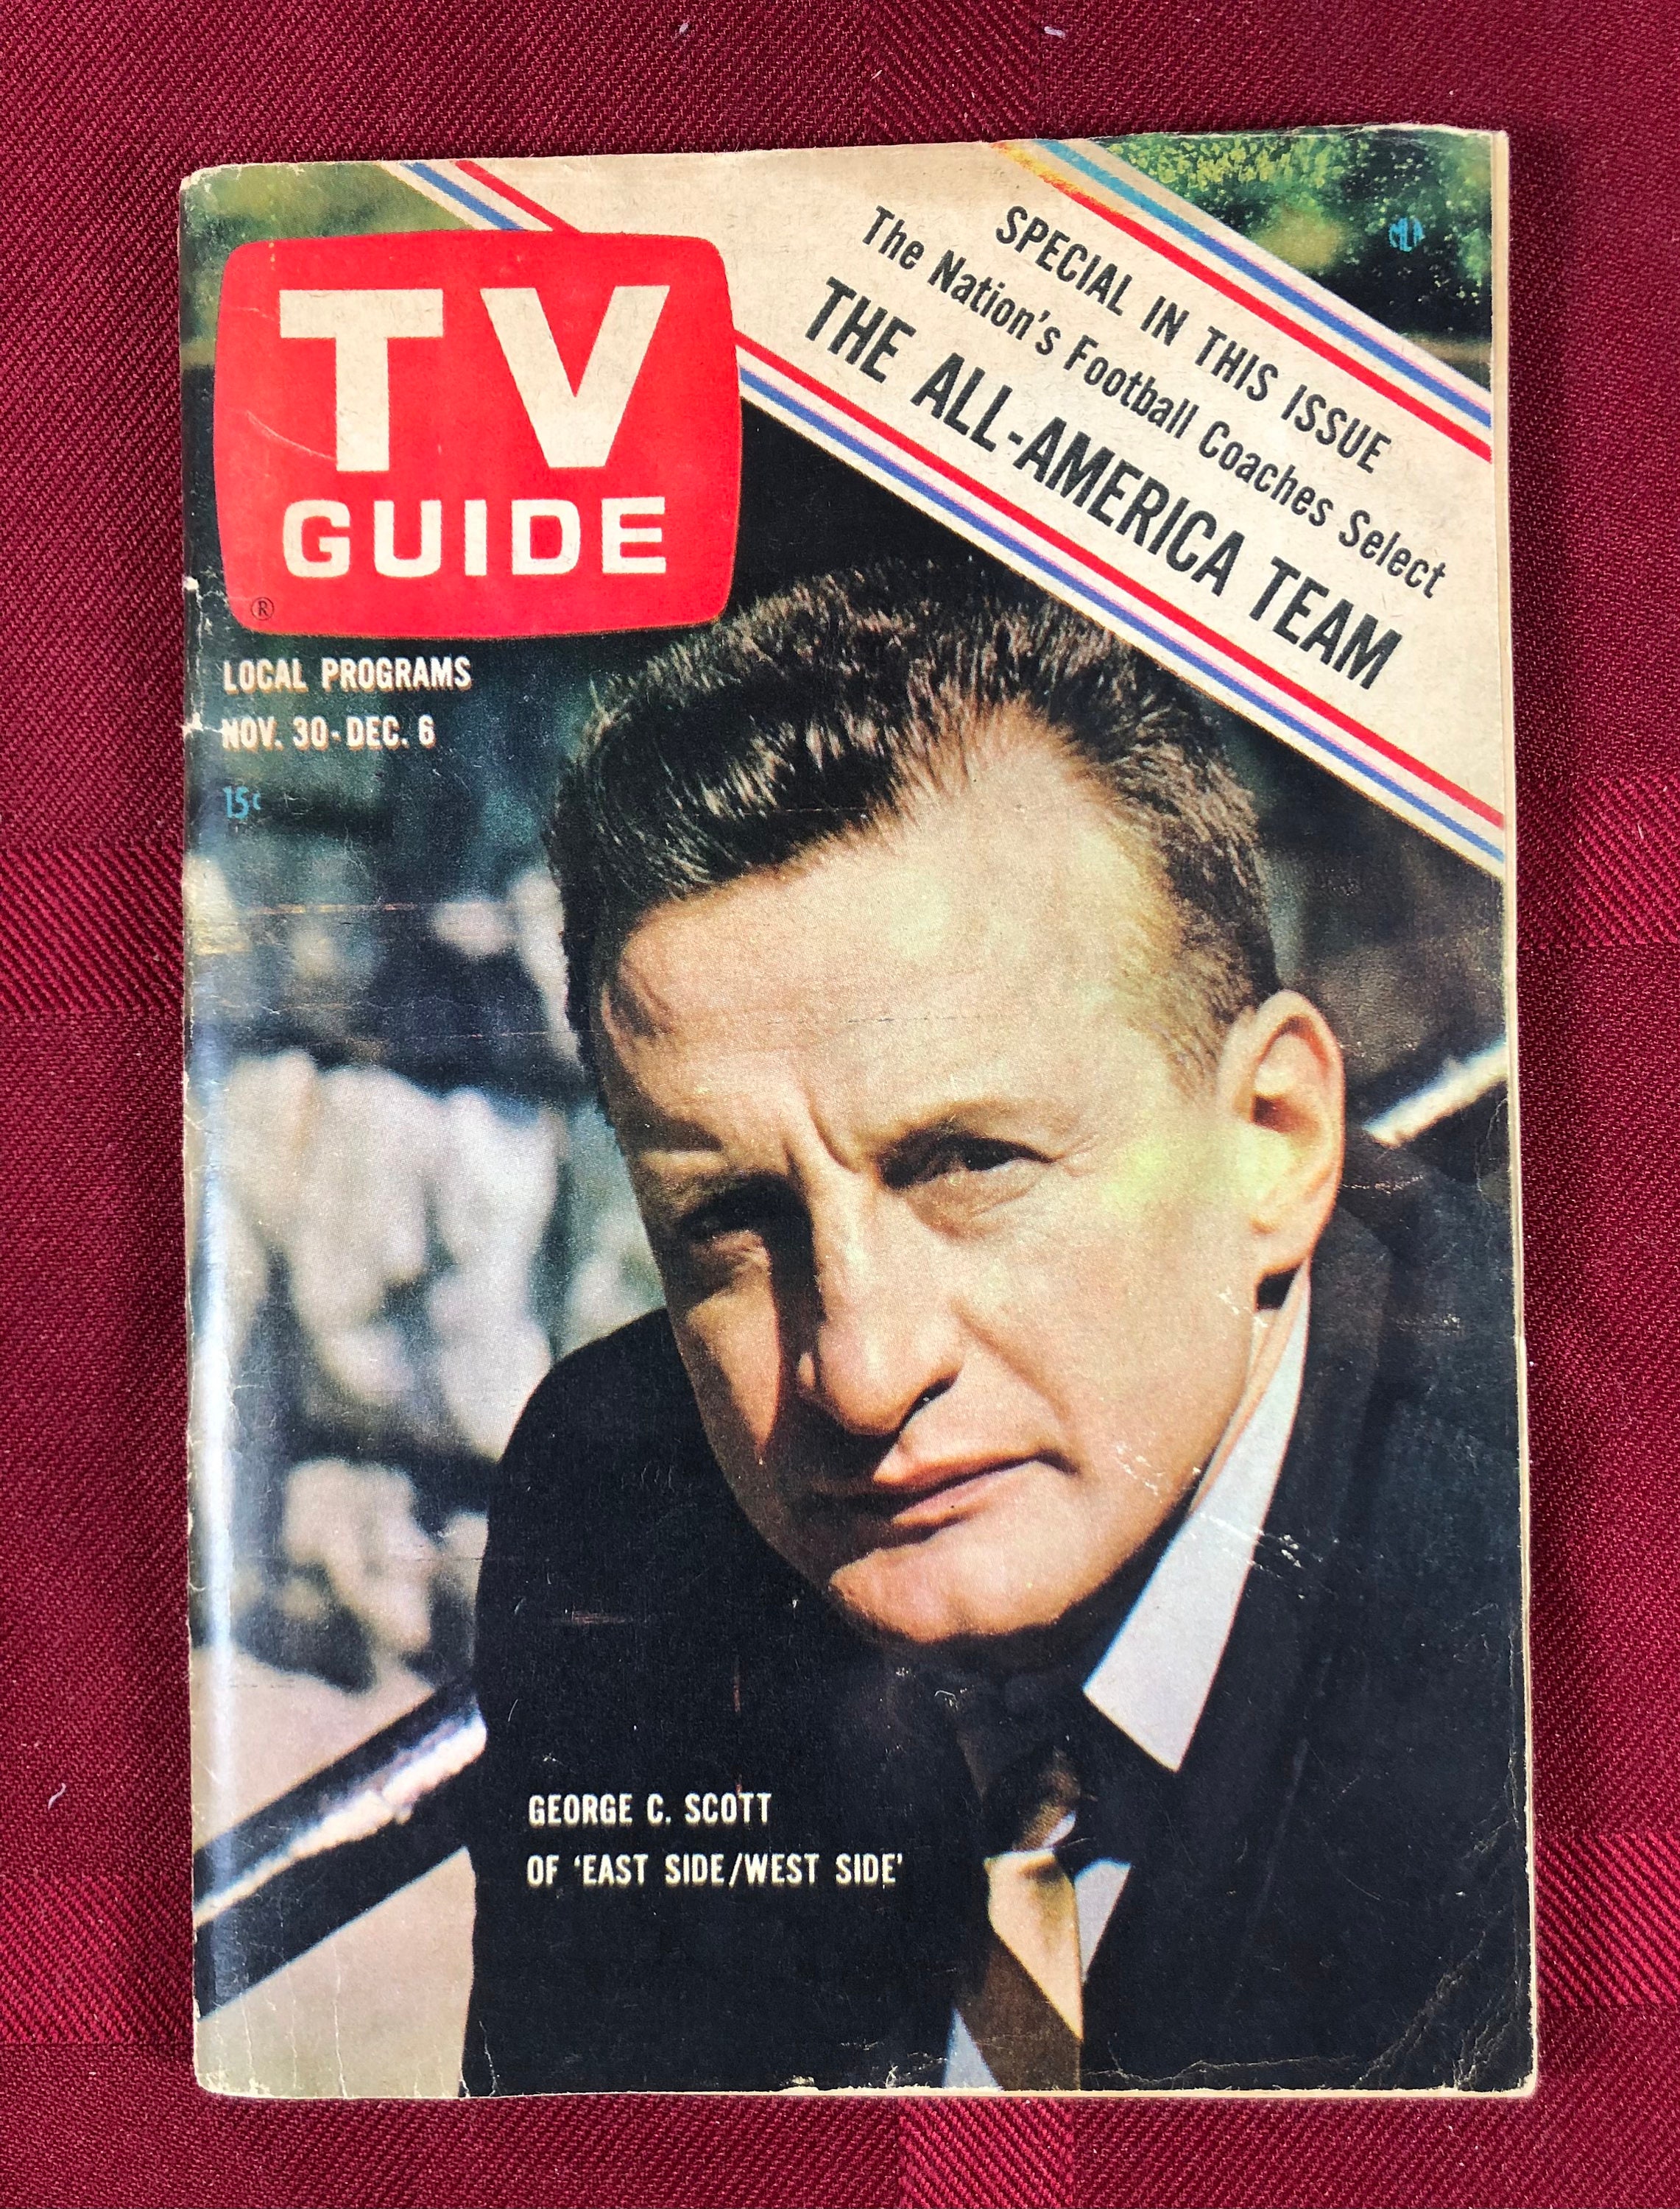 TV
GUIDE
®
LOCAL PROGRAMS
NOV. 30-DEC. 6
15¢
SPECIAL IN THIS ISSUE
The Nation's Football Coaches Select
THE ALL-AMERICA TEAM
GEORGE C. SCOTT
OF 'EAST SIDE/WEST SIDE'